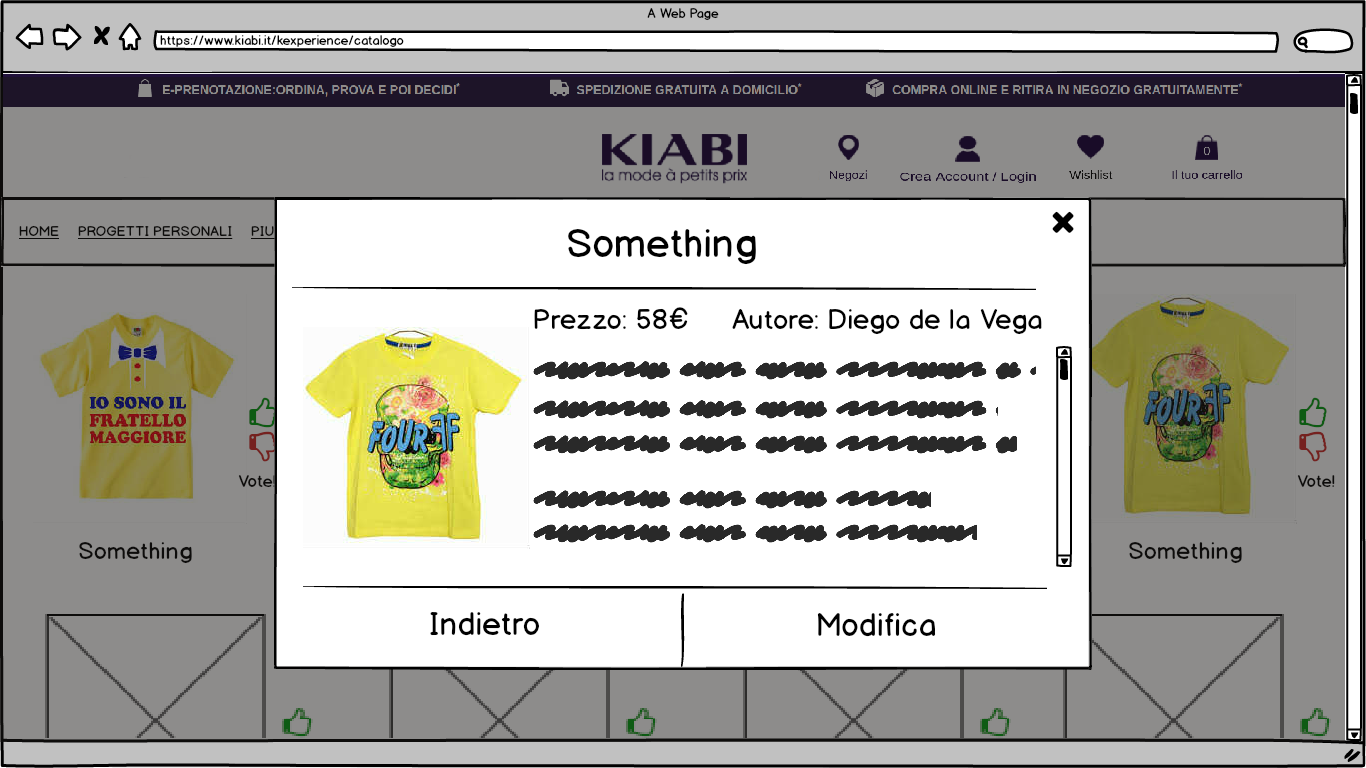 A Web Page
https://www.kiabi.it/kexperience/catalogo
E-PRENOTAZIONE:ORDINA, PROVA E POI DECIDI*
SPEDIZIONE GRATUITA A DOMICILIO*
COMPRA ONLINE E RITIRA IN NEGOZIO GRATUITAMENTE*
KIABI
la mode à petits prix
Negozi
Crea Account / Login
Wishlist
0
Il tuo carrello
HOME
PROGETTI PERSONALI
PIU
Something
Prezzo: 58€
Autore: Diego de la Vega
IO SONO IL
FRATELLO
MAGGIORE
Vote!
Something
FOUR FF
FOUR FF
Vote!
Something
Indietro
Modifica